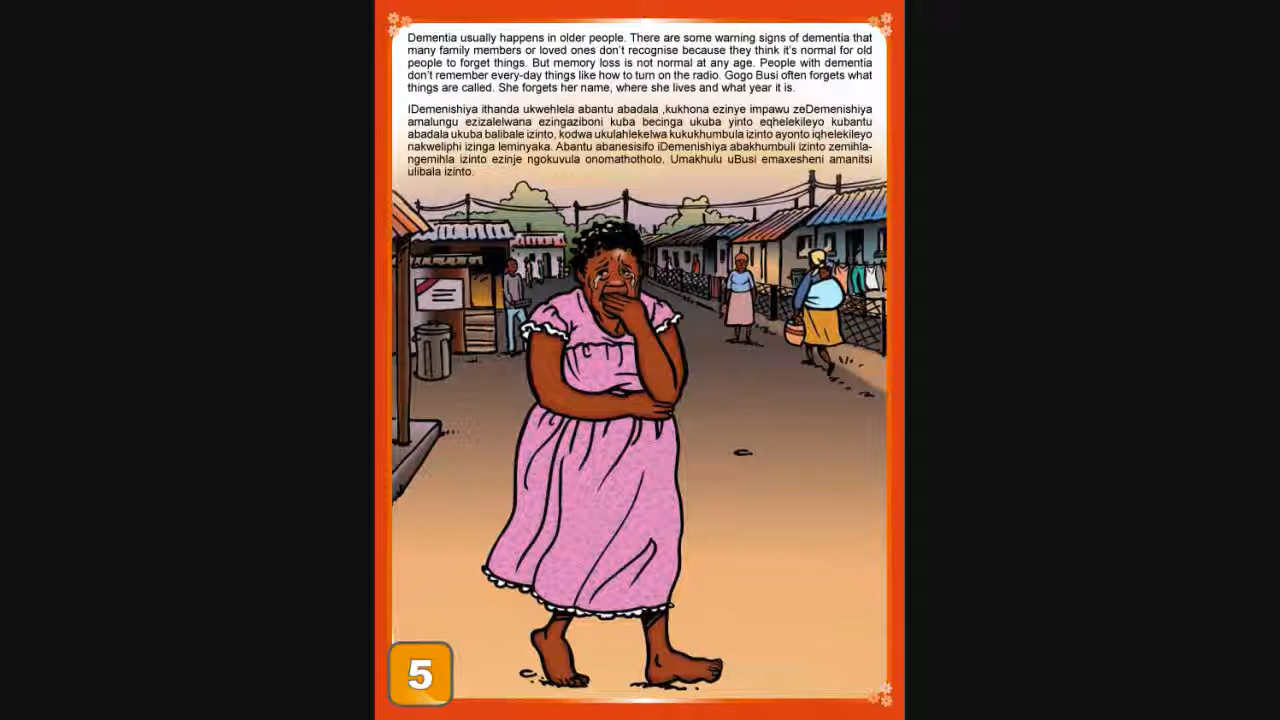 Dementia usually happens in older people. There are some warning signs of dementia that
many family members or loved ones don't recognise because they think it's normal for old
people to forget things. But memory loss is not normal at any age. People with dementia
don't remember every-day things like how to turn on the radio. Gogo Busi often forgets what
things are called. She forgets her name, where she lives and what year it is.
IDemenishiya ithanda ukwehlela abantu abadala ,kukhona ezinye impawu zeDemenishiya
amalungu ezizalelwana ezingaziboni kuba becinga ukuba yinto eqhelekileyo kubantu
abadala ukuba balibale izinto, kodwa ukulahlekelwa kukukhumbula izinto ayonto iqhelekileyo
nakweliphi izinga leminyaka. Abantu abanesisifo iDemenishiya abakhumbuli izinto zemihla-
ngemihla izinto ezinje ngokuvula onomathotholo. Umakhulu uBusi emaxesheni amanitsi
ulibala izinto.
5